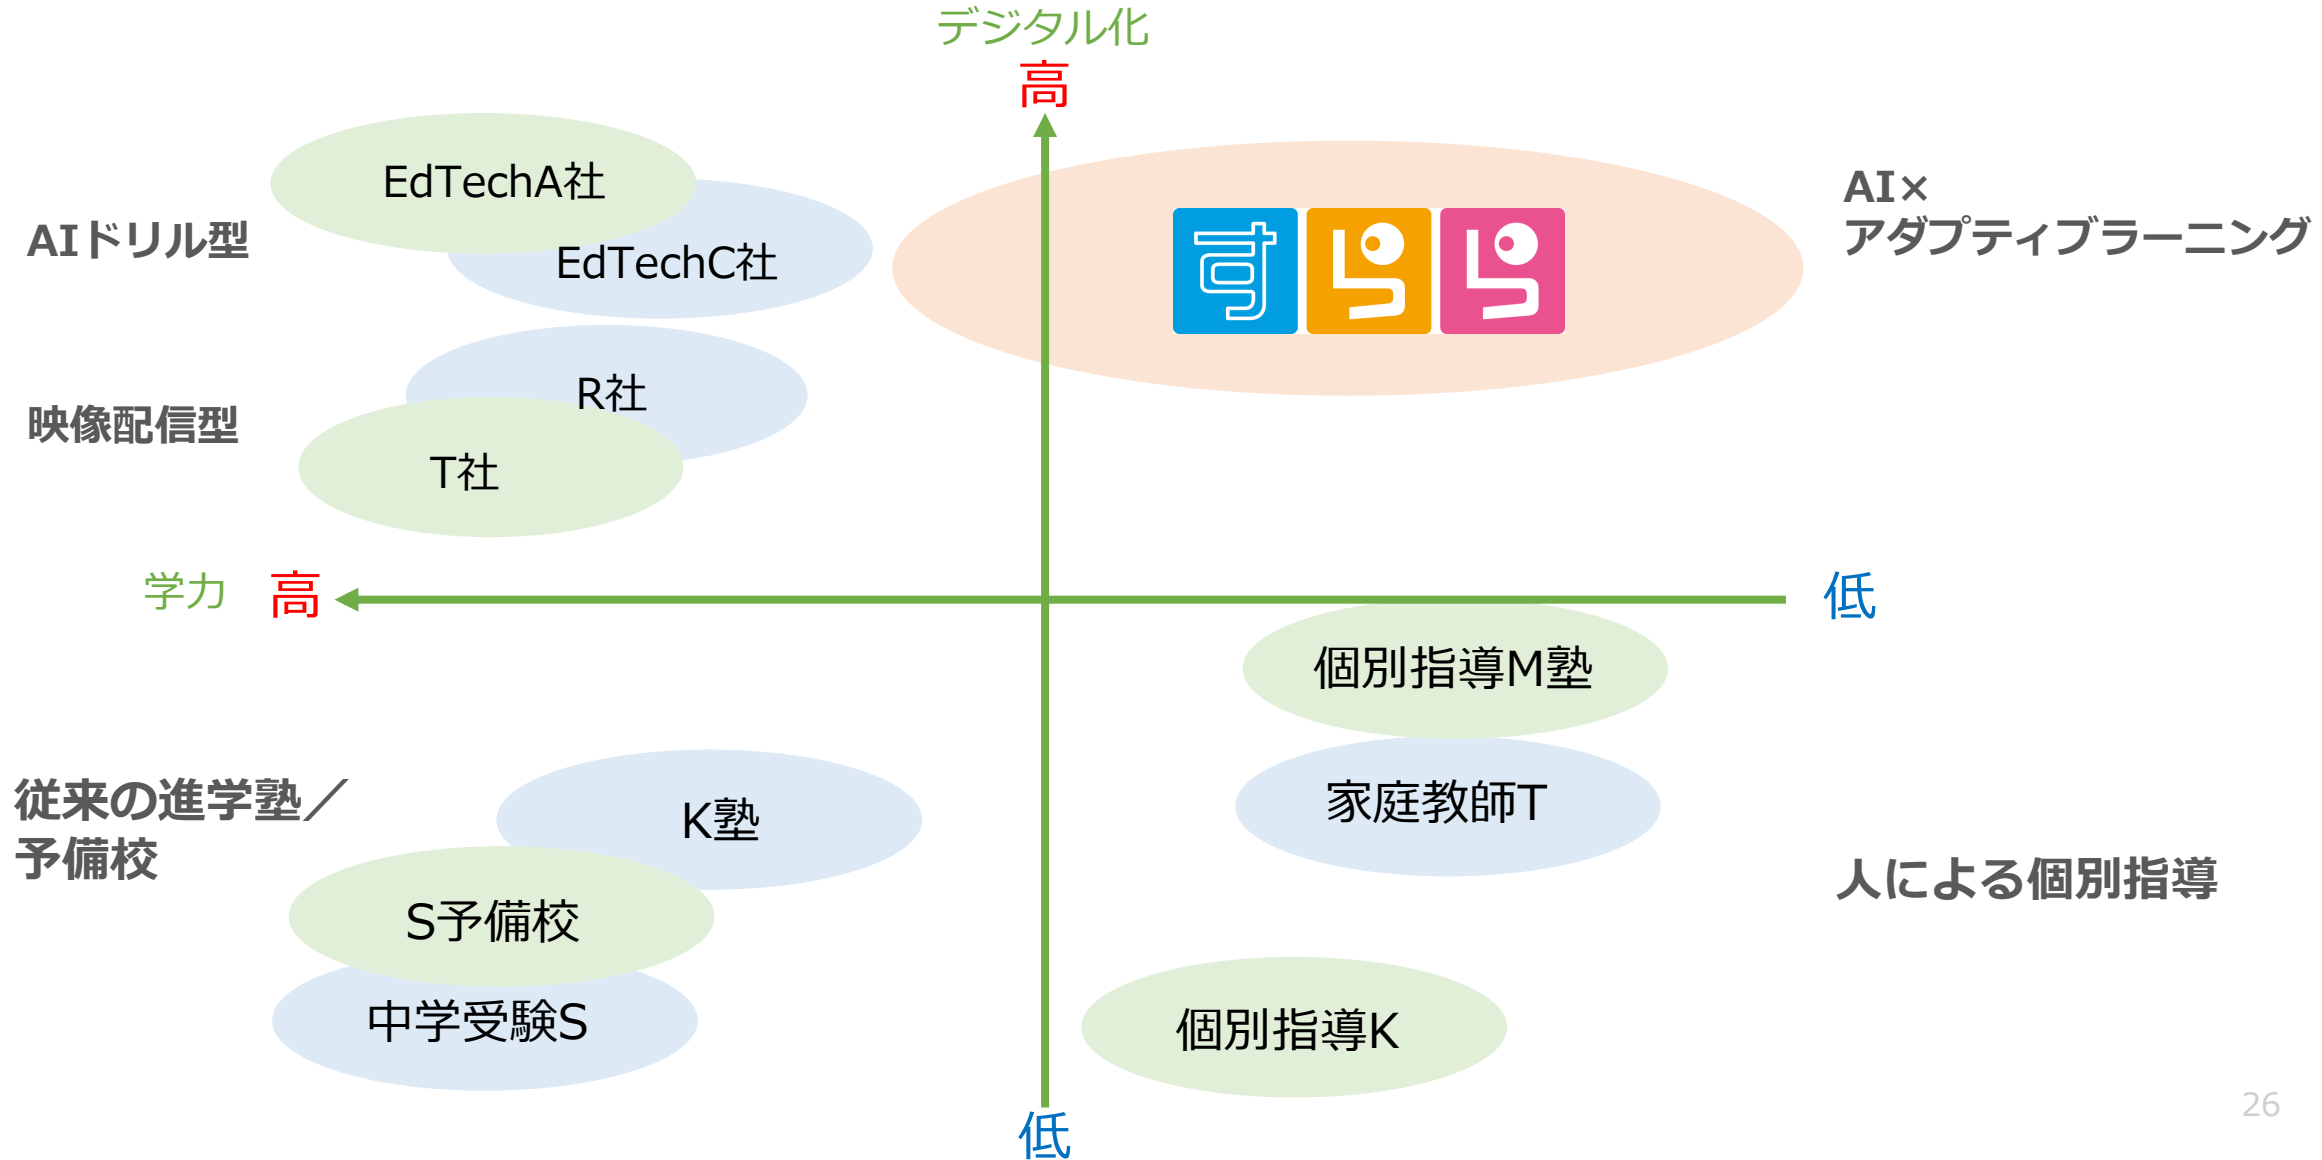 デジタル化
高
EdTechA社
AI×
アダプティブラーニング
AIドリル型
EdTechC社
すらら
R社
映像配信型
T社
学力
高
低
個別指導M塾
従来の進学塾／
予備校
K塾
家庭教師T
人による個別指導
S予備校
中学受験S
個別指導K
26
低